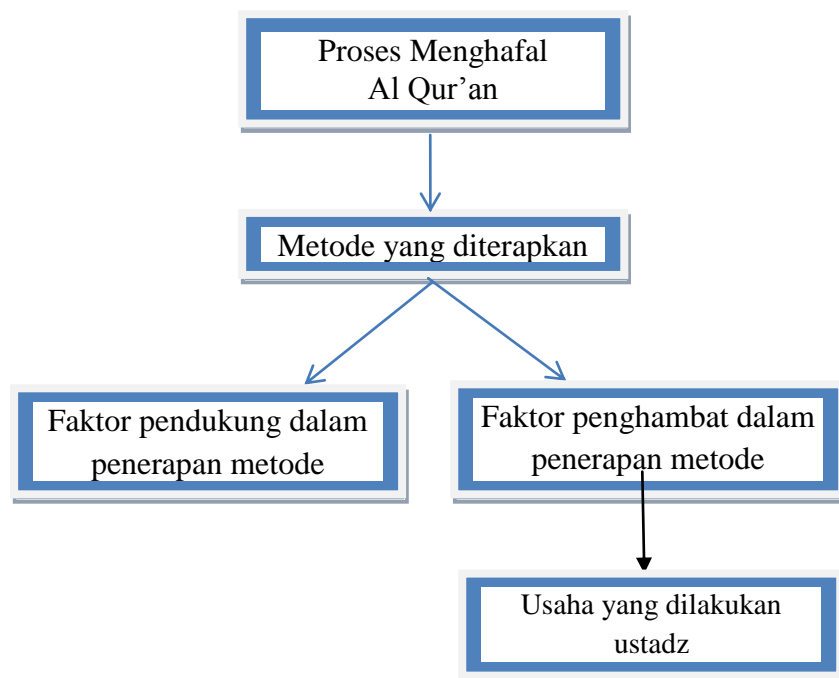 Proses Menghafal
Al Qur’an
Metode yang diterapkan
Faktor pendukung dalam
penerapan metode
Faktor penghambat dalam
penerapan metode
Usaha yang dilakukan
ustadz